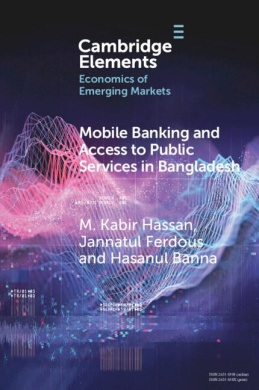 Cambridge
Elements
Economics of
Emerging Markets
Mobile Banking and
Access to Public
Services in Bangladesh
M. Kabir Hassan,
Jannatul Ferdous
and Hasanul Banna